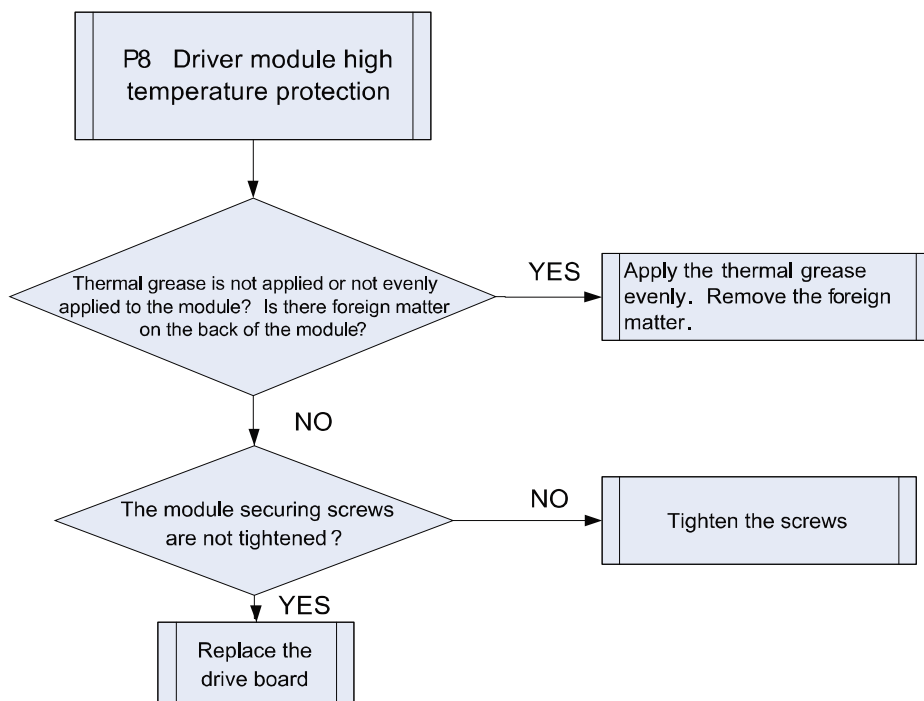 P8 Driver module high
temperature protection
Thermal grease is not applied or not evenly
applied to the module? Is there foreign matter
on the back of the module?
YES
Apply the thermal grease
evenly. Remove the foreign
matter.
NO
The module securing screws
are not tightened?
NO
Tighten the screws
YES
Replace the
drive board